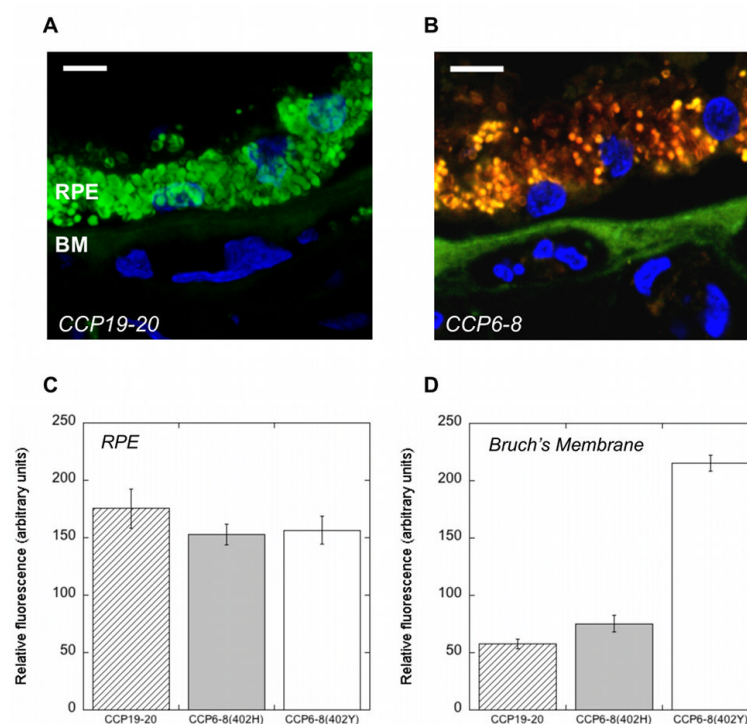 A
B
RPE
BM
CCP19-20
CCP6-8
C
D
250
200
150
100
50
0
Relative fluorescence (arbitrary units)
RPE
CCP19-20
CCP6-8(402H)
CCP6-8(402Y)
250
200
150
100
50
0
Relative fluorescence (arbitrary units)
Bruch's Membrane
CCP19-20
CCP6-8(402H)
CCP6-8(402Y)